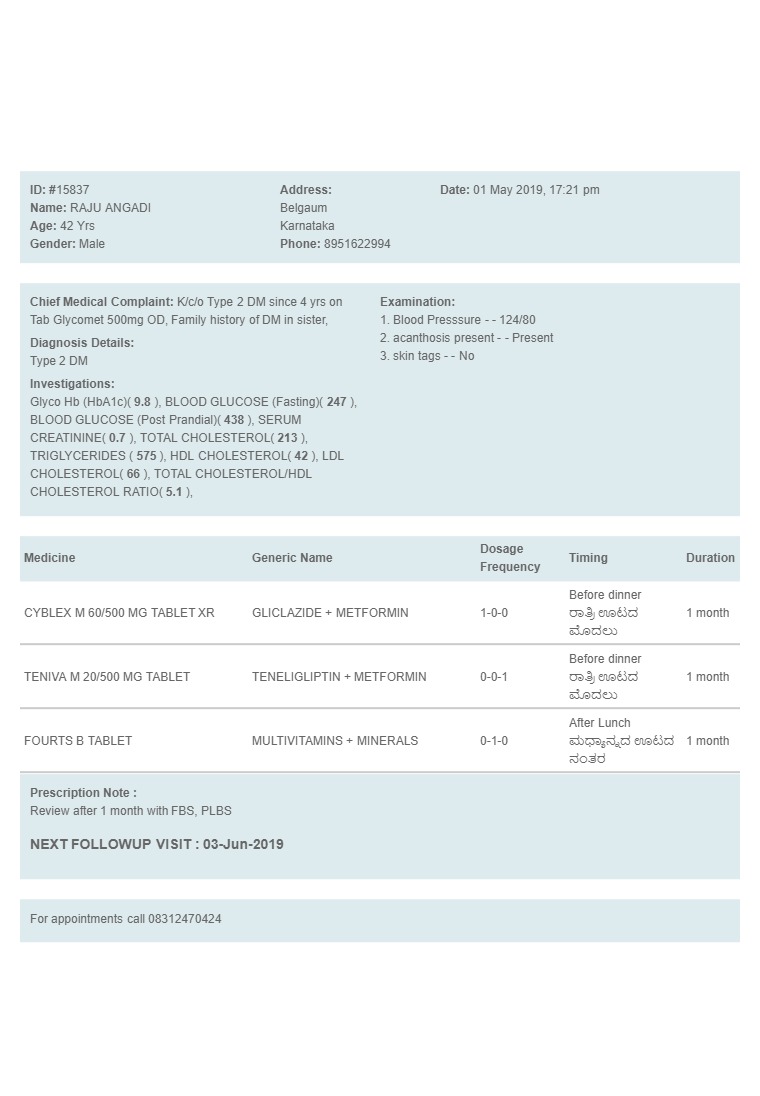 ID: #15837
Name: RAJU ANGADI
Age: 42 Yrs
Gender: Male
Address:
Belgaum
Karnataka
Phone: 8951622994
Date: 01 May 2019, 17:21 pm
Chief Medical Complaint: K/c/o Type 2 DM since 4 yrs on
Tab Glycomet 500mg OD, Family history of DM in sister,
Diagnosis Details:
Type 2 DM
Investigations:
Glyco Hb (HbA1c)( 9.8 ), BLOOD GLUCOSE (Fasting)( 247 ),
BLOOD GLUCOSE (Post Prandial)( 438 ), SERUM
CREATININE( 0.7 ), TOTAL CHOLESTEROL( 213 ),
TRIGLYCERIDES ( 575 ), HDL CHOLESTEROL( 42 ), LDL
CHOLESTEROL( 66 ), TOTAL CHOLESTEROL/HDL
CHOLESTEROL RATIO( 5.1 ),
Examination:
1. Blood Presssure - - 124/80
2. acanthosis present - - Present
3. skin tags - - No
Medicine Generic Name Dosage Frequency Timing Duration
CYBLEX M 60/500 MG TABLET XR GLICLAZIDE + METFORMIN 1-0-0 Before dinner
ರಾತ್ರಿ ಊಟದ
ಮೊದಲು
1 month
TENIVA M 20/500 MG TABLET TENELIGLIPTIN + METFORMIN 0-0-1 Before dinner
ರಾತ್ರಿ ಊಟದ
ಮೊದಲು
1 month
FOURTS B TABLET MULTIVITAMINS + MINERALS 0-1-0 After Lunch
ಮಧ್ಯಾನ್ನದ ಊಟದ
ನಂತರ
1 month
Prescription Note :
Review after 1 month with FBS, PLBS
NEXT FOLLOWUP VISIT : 03-Jun-2019
For appointments call 08312470424